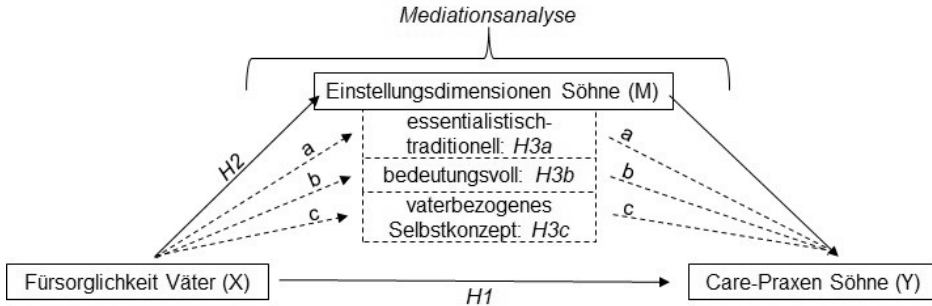 Mediationsanalyse
Einstellungsdimensionen Söhne (M)
essentialistisch-
traditionell: H3a
bedeutungsvoll: H3b
vaterbezogenes
Selbstkonzept: H3c
H2
a
b
c
a
b
c
Fürsorglichkeit Väter (X)
Care-Praxen Söhne (Y)
H1